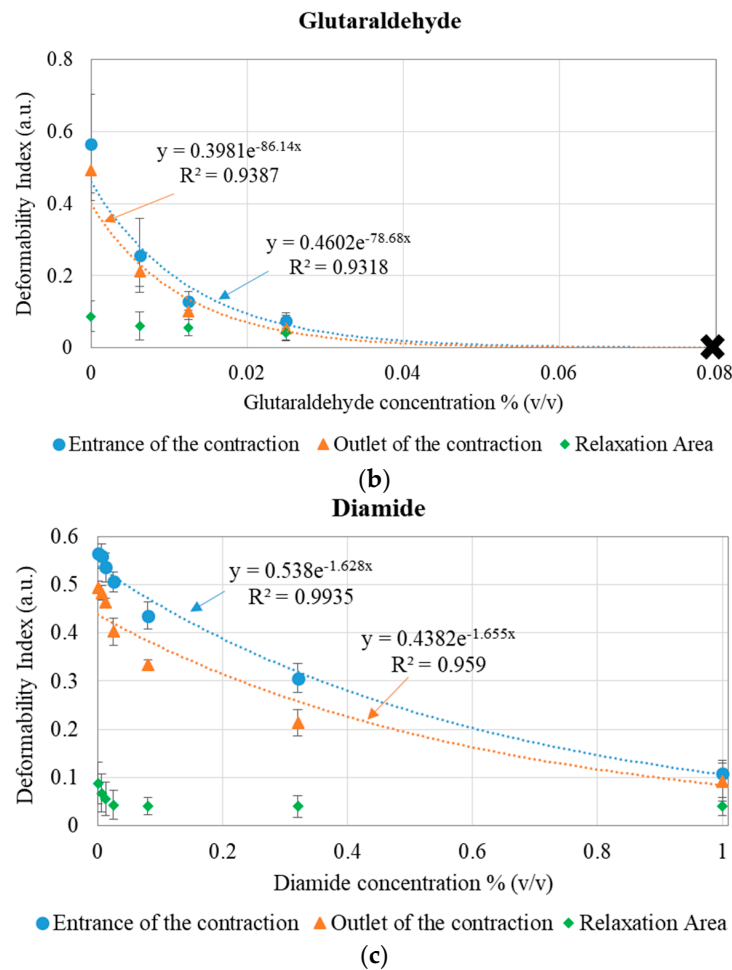 Glutaraldehyde
Deformability Index (a.u.)
0.8
0.6
0.4
0.2
0
y = 0.3981e^-86.14x
R² = 0.9387
y = 0.4602e^-78.68x
R² = 0.9318
0 0.02 0.04 0.06 0.08
Glutaraldehyde concentration % (v/v)
Entrance of the contraction Outlet of the contraction Relaxation Area
(b)
Diamide
Deformability Index (a.u.)
0.6
0.5
0.4
0.3
0.2
0.1
0
y = 0.538e^-1.628x
R² = 0.9935
y = 0.4382e^-1.655x
R² = 0.959
0 0.2 0.4 0.6 0.8 1
Diamide concentration % (v/v)
Entrance of the contraction Outlet of the contraction Relaxation Area
(c)